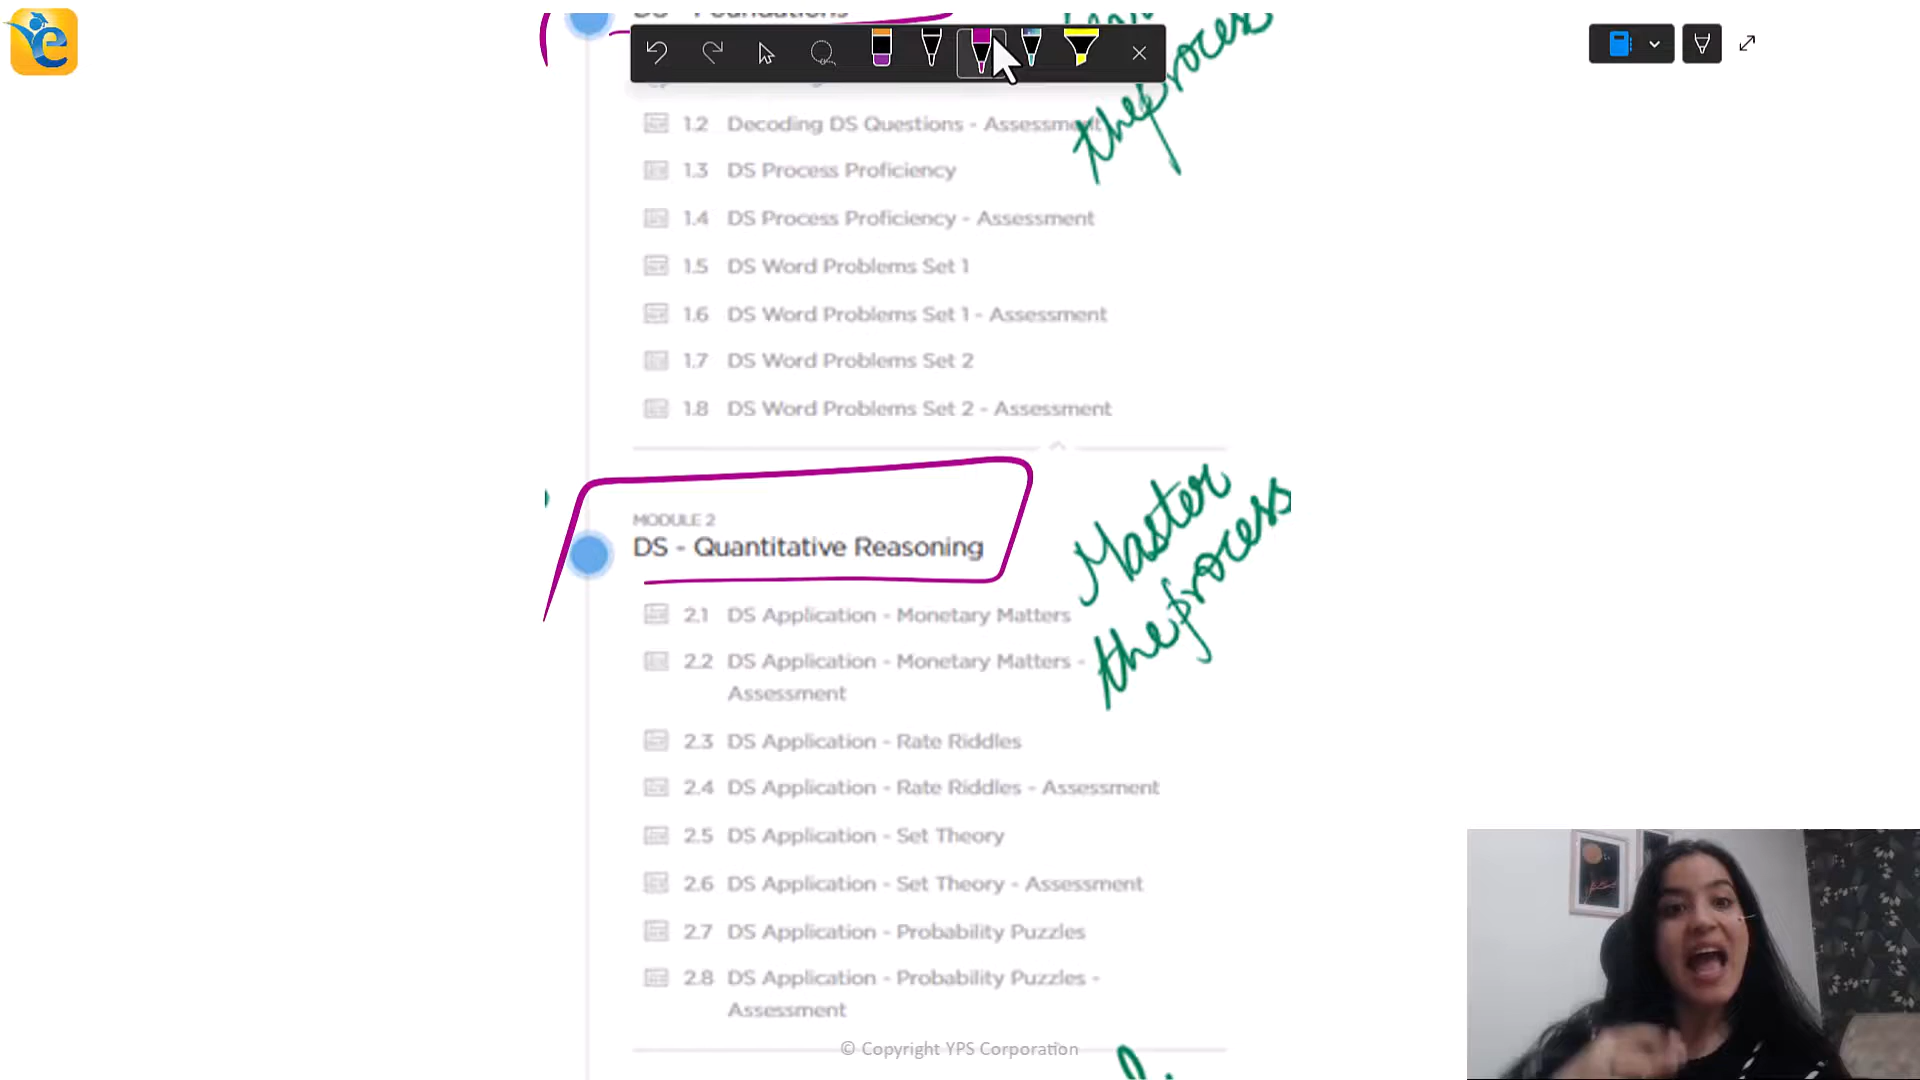 DS - Foundations
the process
1.2 Decoding DS Questions - Assessment
1.3 DS Process Proficiency
1.4 DS Process Proficiency - Assessment
1.5 DS Word Problems Set 1
1.6 DS Word Problems Set 1 - Assessment
1.7 DS Word Problems Set 2
1.8 DS Word Problems Set 2 - Assessment
MODULE 2
DS - Quantitative Reasoning
Master
the process
2.1 DS Application - Monetary Matters
2.2 DS Application - Monetary Matters -
Assessment
2.3 DS Application - Rate Riddles
2.4 DS Application - Rate Riddles - Assessment
2.5 DS Application - Set Theory
2.6 DS Application - Set Theory - Assessment
2.7 DS Application - Probability Puzzles
2.8 DS Application - Probability Puzzles -
Assessment
© Copyright YPS Corporation